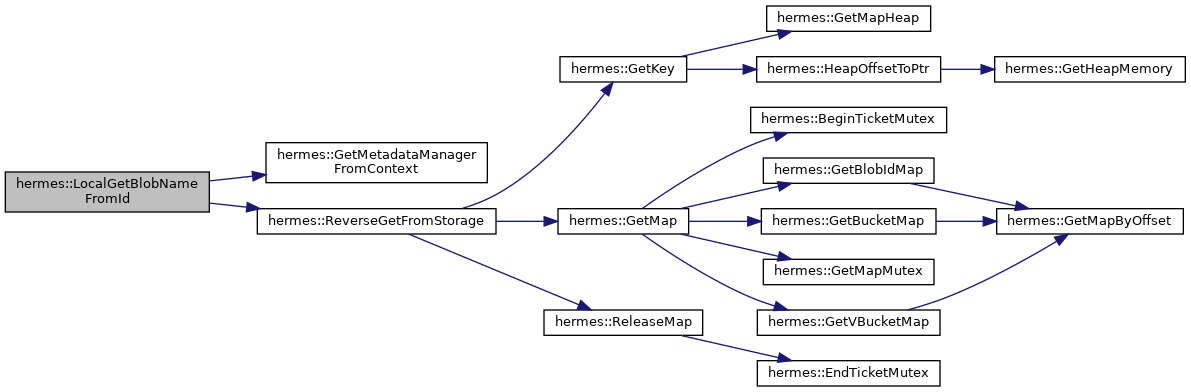 hermes::LocalGetBlobName
FromId
hermes::GetMetadataManager
FromContext
hermes::ReverseGetFromStorage
hermes::GetKey
hermes::GetMap
hermes::ReleaseMap
hermes::GetMapHeap
hermes::HeapOffsetToPtr
hermes::BeginTicketMutex
hermes::GetBlobIdMap
hermes::GetBucketMap
hermes::GetMapMutex
hermes::GetVBucketMap
hermes::EndTicketMutex
hermes::GetHeapMemory
hermes::GetMapByOffset